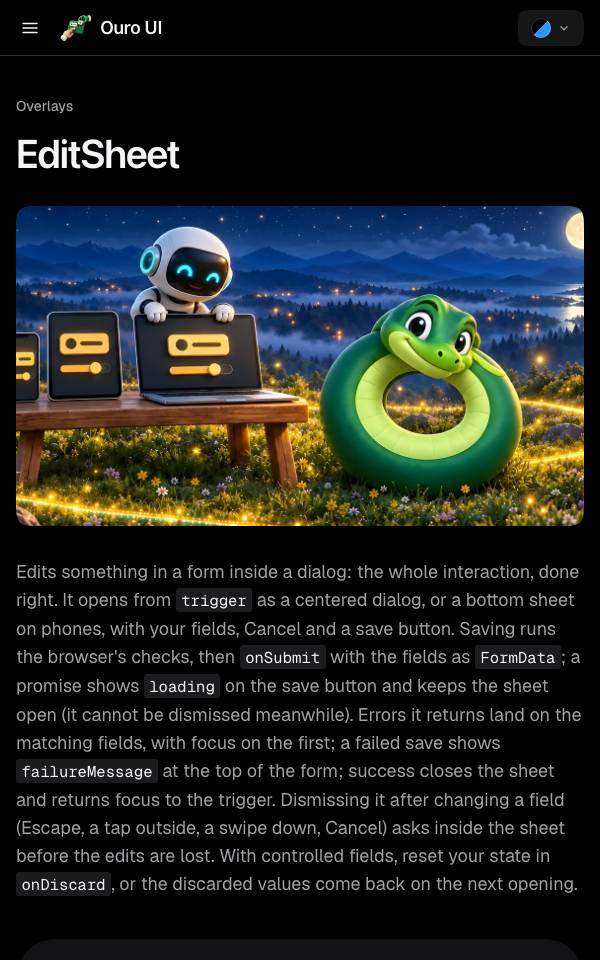 Ouro UI
Overlays
EditSheet
Edits something in a form inside a dialog: the whole interaction, done
right. It opens from trigger as a centered dialog, or a bottom sheet
on phones, with your fields, Cancel and a save button. Saving runs
the browser's checks, then onSubmit with the fields as FormData; a
promise shows loading on the save button and keeps the sheet
open (it cannot be dismissed meanwhile). Errors it returns land on the
matching fields, with focus on the first; a failed save shows
failureMessage at the top of the form; success closes the sheet
and returns focus to the trigger. Dismissing it after changing a field
(Escape, a tap outside, a swipe down, Cancel) asks inside the sheet
before the edits are lost. With controlled fields, reset your state in
onDiscard, or the discarded values come back on the next opening.